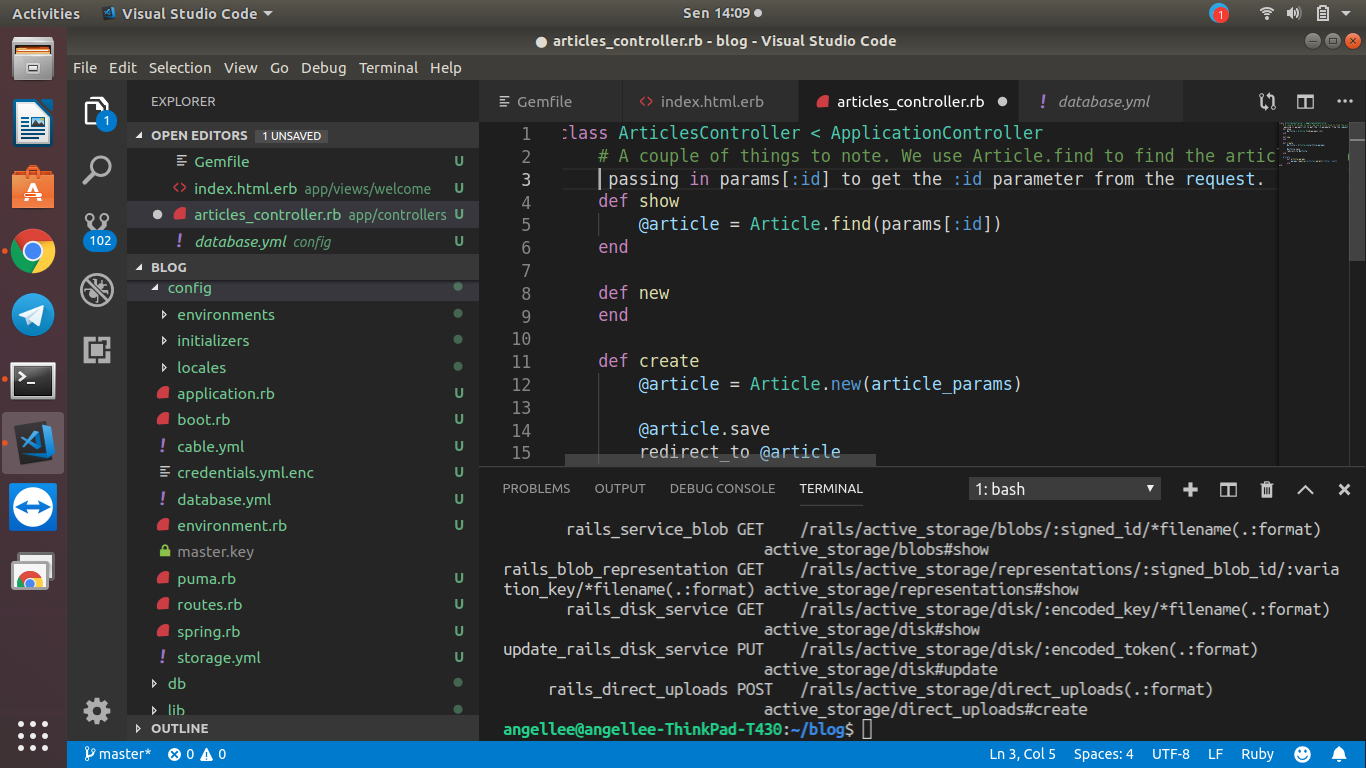 Activities
Visual Studio Code
Sen 14:09
1
articles_controller.rb - blog - Visual Studio Code
File Edit Selection View Go Debug Terminal Help
1
102
EXPLORER
OPEN EDITORS 1 UNSAVED
Gemfile U
index.html.erb app/views/welcome U
articles_controller.rb app/controllers U
database.yml config U
BLOG
config
environments
initializers
locales
application.rb U
boot.rb U
cable.yml U
credentials.yml.enc U
database.yml U
environment.rb U
master.key
puma.rb U
routes.rb U
spring.rb U
storage.yml U
db
lib
OUTLINE
Gemfile
index.html.erb
articles_controller.rb
database.yml
1 class ArticlesController < ApplicationController
2 # A couple of things to note. We use Article.find to find the artic
3 passing in params[:id] to get the :id parameter from the request.
4 def show
5 @article = Article.find(params[:id])
6 end
7
8 def new
9 end
10
11 def create
12 @article = Article.new(article_params)
13
14 @article.save
15 redirect_to @article
PROBLEMS OUTPUT DEBUG CONSOLE TERMINAL
1: bash
rails_service_blob GET /rails/active_storage/blobs/:signed_id/*filename(.:format)
active_storage/blobs#show
rails_blob_representation GET /rails/active_storage/representations/:signed_blob_id/:varia
tion_key/*filename(.:format) active_storage/representations#show
rails_disk_service GET /rails/active_storage/disk/:encoded_key/*filename(.:format)
active_storage/disk#show
update_rails_disk_service PUT /rails/active_storage/disk/:encoded_token(.:format)
active_storage/disk#update
rails_direct_uploads POST /rails/active_storage/direct_uploads(.:format)
active_storage/direct_uploads#create
angellee@angellee-ThinkPad-T430:~/blog$
master* 0 0
Ln 3, Col 5 Spaces: 4 UTF-8 LF Ruby